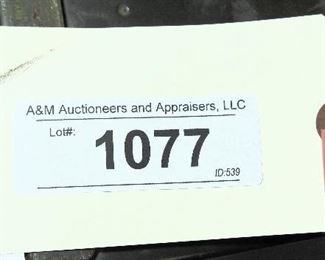 A&M Auctioneers and Appraisers, LLC
Lot#: 1077
ID:539